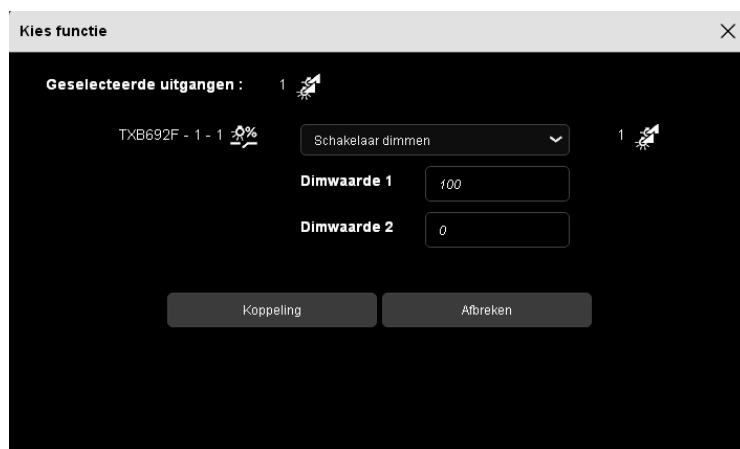 Kies functie
Geselecteerde uitgangen : 1
TXB692F - 1 - 1 % Schakelaar dimmen 1
Dimwaarde 1 100
Dimwaarde 2 0
Koppeling Afbreken